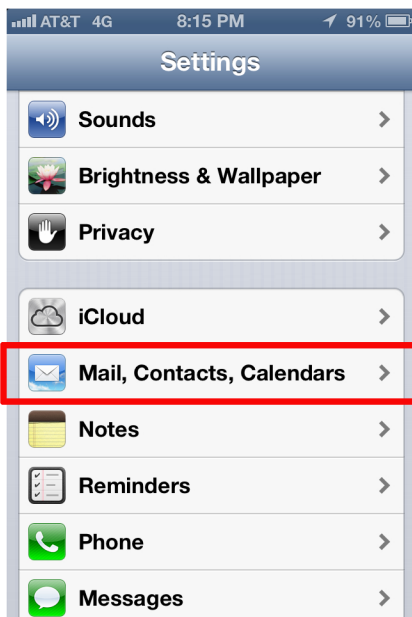 AT&T 4G 8:15 PM 91%
Settings
Sounds
Brightness & Wallpaper
Privacy
iCloud
Mail, Contacts, Calendars
Notes
Reminders
Phone
Messages